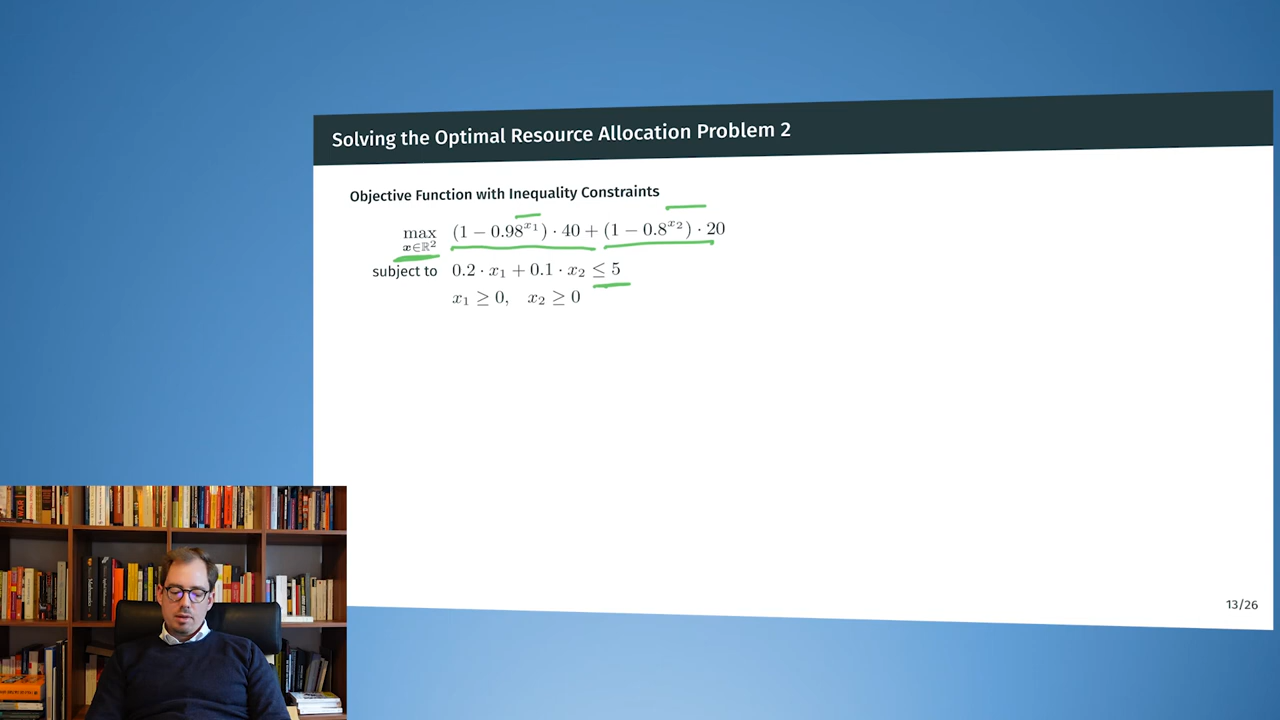 Solving the Optimal Resource Allocation Problem 2
Objective Function with Inequality Constraints
max (1 − 0.98^{x₁}) · 40 + (1 − 0.8^{x₂}) · 20
x∈ℝ²
subject to 0.2 · x₁ + 0.1 · x₂ ≤ 5
x₁ ≥ 0, x₂ ≥ 0
13/26